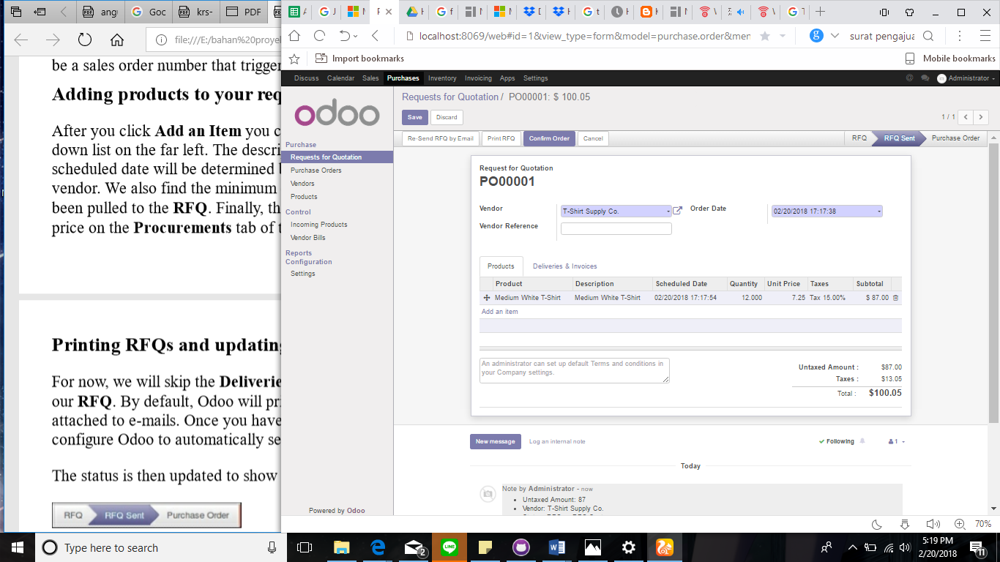 ang
Goc
krs-
PDF
file:///E:/bahan%20proyel
be a sales order number that trigger
Adding products to your req
After you click Add an Item you c
down list on the far left. The descri
scheduled date will be determined
vendor. We also find the minimum
been pulled to the RFQ. Finally, th
price on the Procurements tab of t
Printing RFQs and updating
For now, we will skip the Deliverie
our RFQ. By default, Odoo will pri
attached to e-mails. Once you have
configure Odoo to automatically se
The status is then updated to show
RFQ RFQ Sent Purchase Order
localhost:8069/web#id=1&view_type=form&model=purchase.order&mer
surat pengajua
Import bookmarks
Mobile bookmarks
Discuss Calendar Sales Purchases Inventory Invoicing Apps Settings
Administrator
odoo
Purchase
Requests for Quotation
Purchase Orders
Vendors
Products
Control
Incoming Products
Vendor Bills
Reports
Configuration
Settings
Powered by Odoo
Requests for Quotation / PO00001: $ 100.05
Save Discard
1 / 1
Re-Send RFQ by Email Print RFQ Confirm Order Cancel
RFQ RFQ Sent Purchase Order
Request for Quotation
PO00001
Vendor T-Shirt Supply Co. Order Date 02/20/2018 17:17:38
Vendor Reference
Products Deliveries & Invoices
Product Description Scheduled Date Quantity Unit Price Taxes Subtotal
Medium White T-Shirt Medium White T-Shirt 02/20/2018 17:17:54 12.000 7.25 Tax 15.00% $ 87.00
Add an item
An administrator can set up default Terms and conditions in
your Company settings.
Untaxed Amount : $87.00
Taxes : $13.05
Total : $100.05
New message Log an internal note
Following 1
Today
Note by Administrator - now
Untaxed Amount: 87
Vendor: T-Shirt Supply Co.
70%
Type here to search
2
LINE
5:19 PM
2/20/2018
11